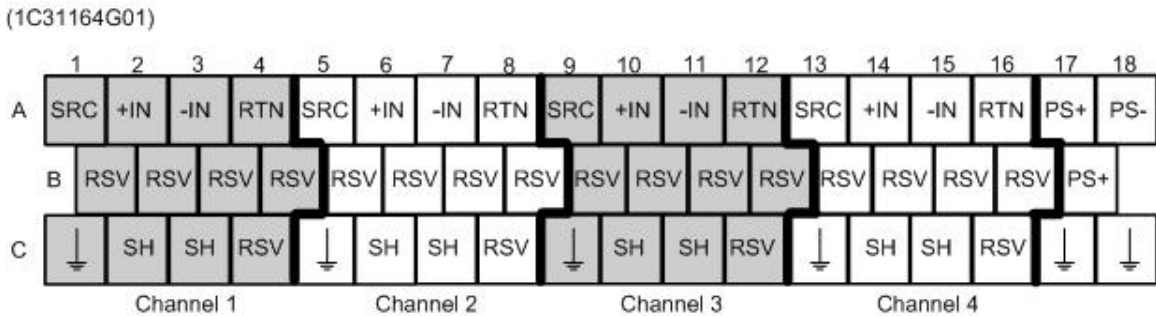 (1C31164G01)
1 2 3 4 5 6 7 8 9 10 11 12 13 14 15 16 17 18
A SRC +IN -IN RTN SRC +IN -IN RTN SRC +IN -IN RTN SRC +IN -IN RTN PS+ PS-
B RSV RSV RSV RSV RSV RSV RSV RSV RSV RSV RSV RSV RSV RSV RSV RSV PS+
C SH SH RSV SH SH RSV SH SH RSV SH SH RSV
Channel 1 Channel 2 Channel 3 Channel 4